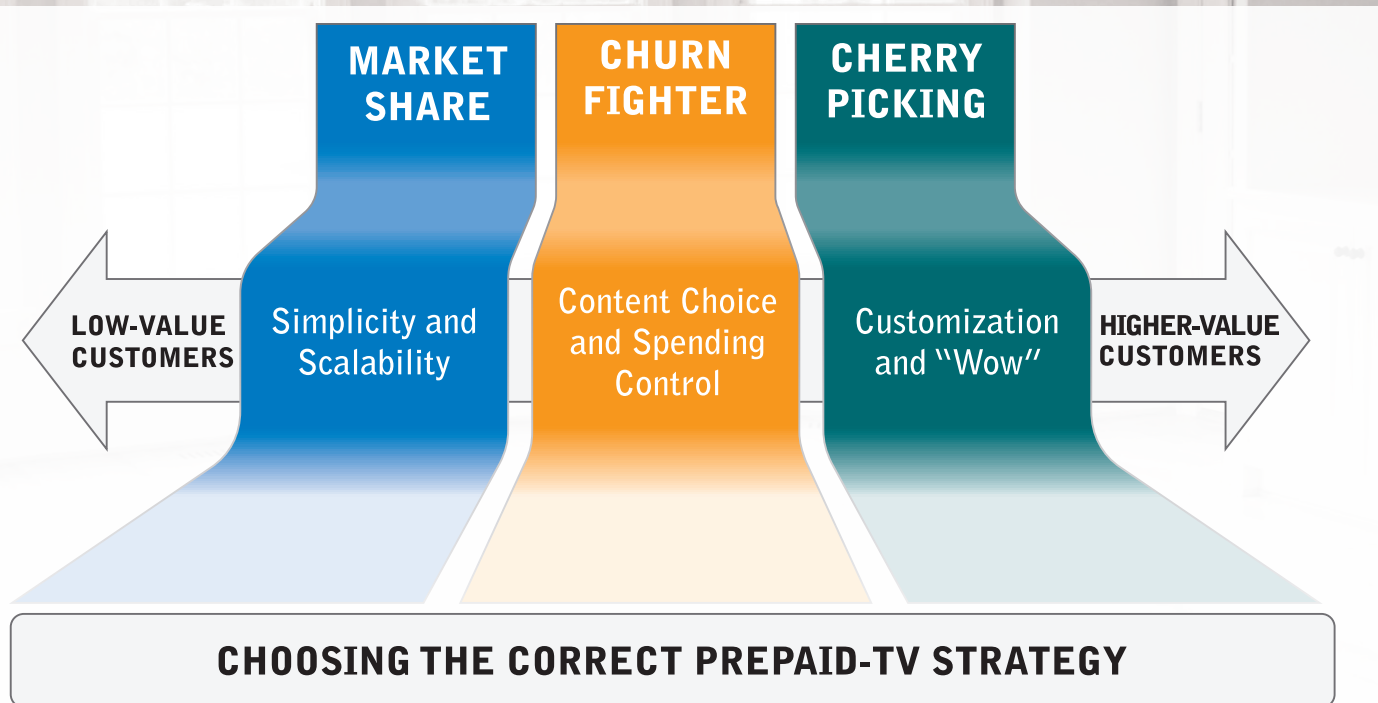 MARKET
SHARE
CHURN
FIGHTER
CHERRY
PICKING
LOW-VALUE
CUSTOMERS
Simplicity and
Scalability
Content Choice
and Spending
Control
Customization
and “Wow”
HIGHER-VALUE
CUSTOMERS
CHOOSING THE CORRECT PREPAID-TV STRATEGY